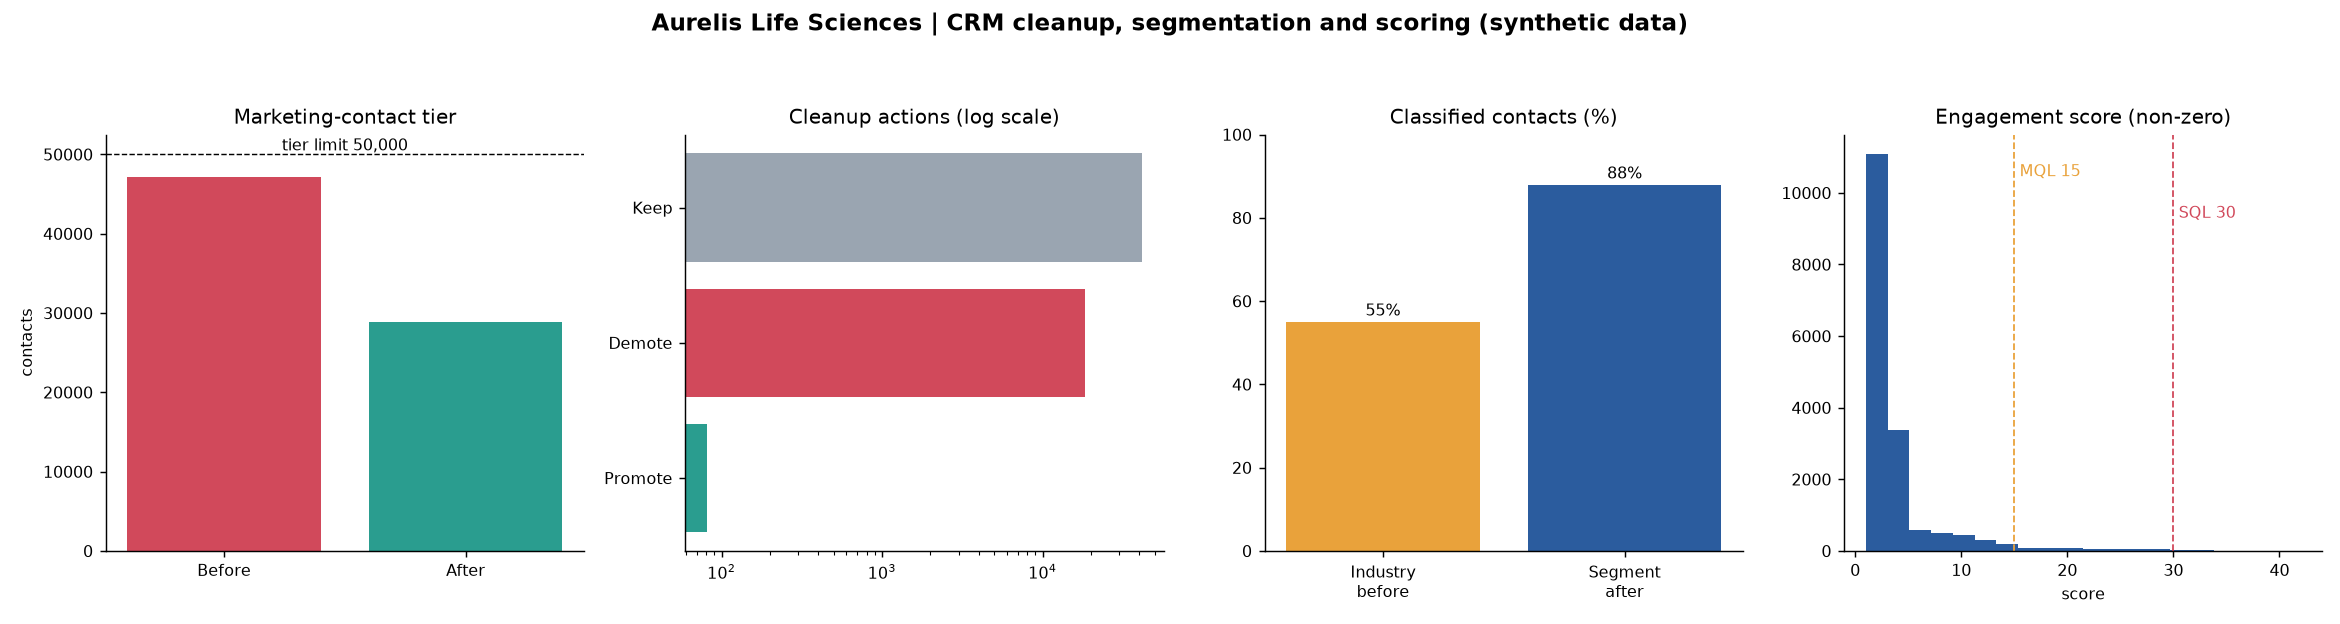 Aurelis Life Sciences | CRM cleanup, segmentation and scoring (synthetic data)
Marketing-contact tier
tier limit 50,000
50000
40000
30000
20000
10000
0
contacts
Before
After
Cleanup actions (log scale)
Keep
Demote
Promote
10²
10³
10⁴
Classified contacts (%)
100
80
60
40
20
0
55%
88%
Industry
before
Segment
after
Engagement score (non-zero)
10000
8000
6000
4000
2000
0
MQL 15
SQL 30
0
10
20
30
40
score